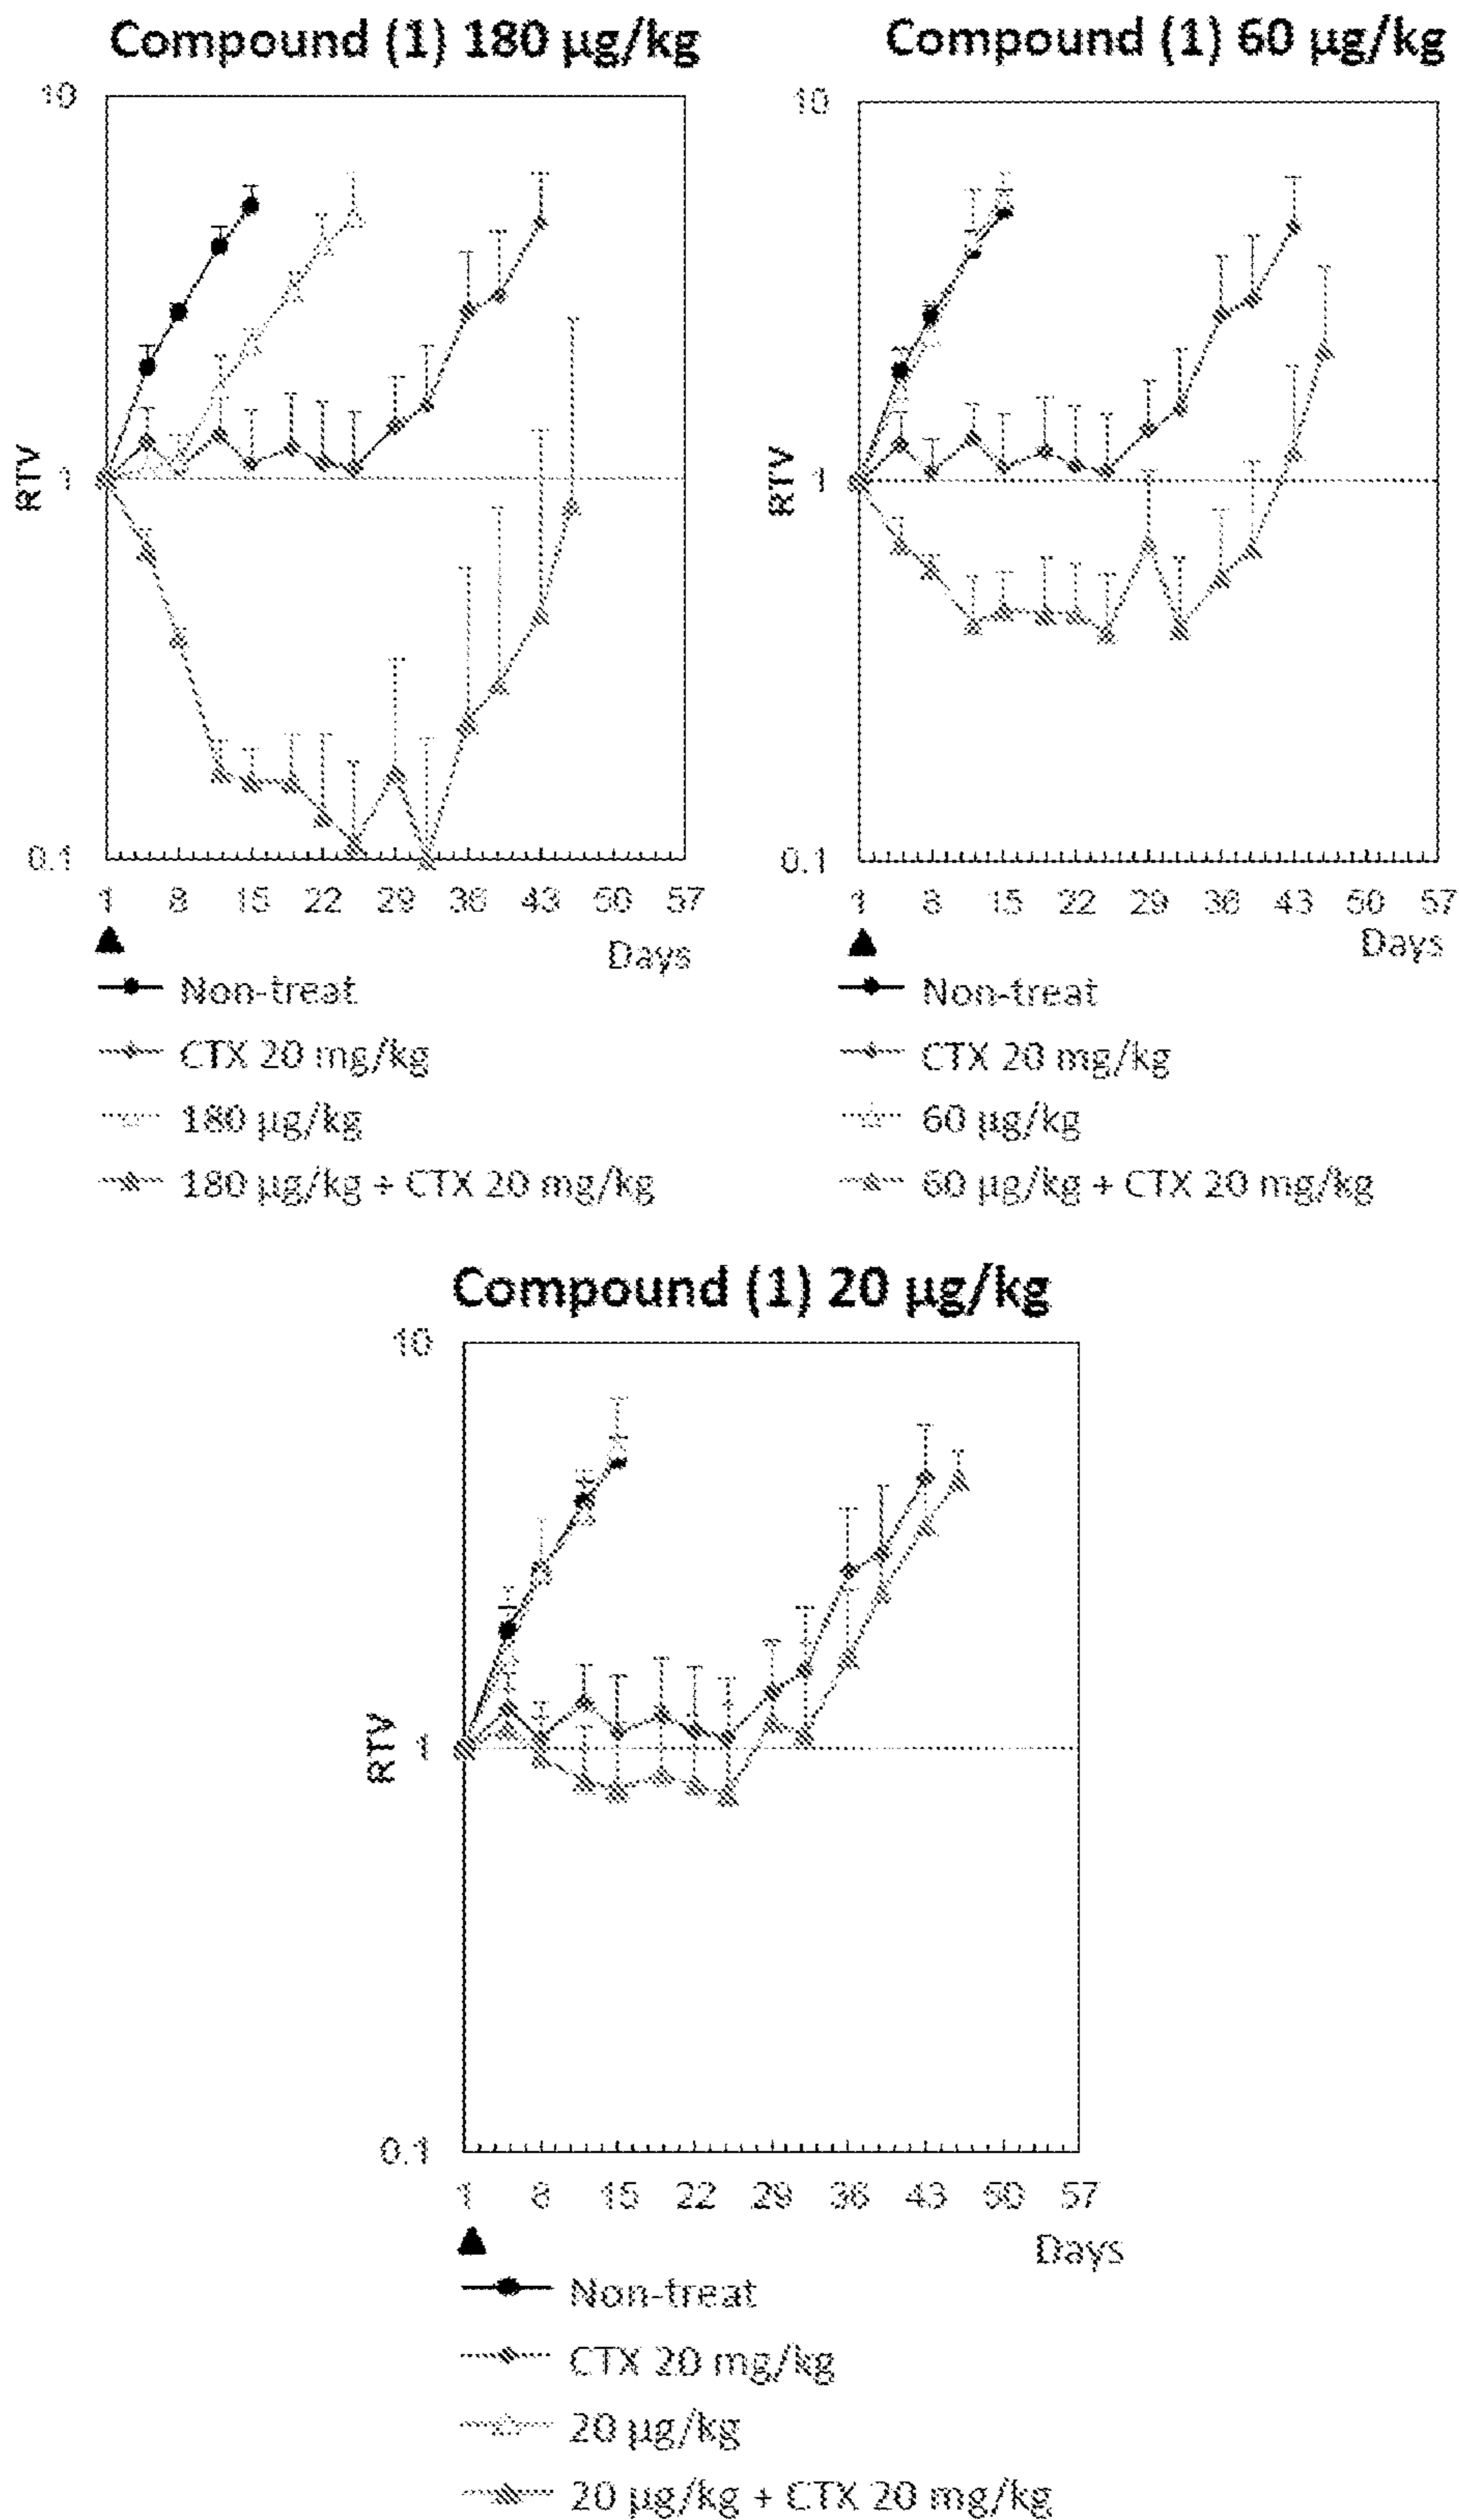 Compound (1) 180 µg/kg
10
RTV
1
0.1
1 8 15 22 29 36 43 50 57
Days
Non-treat
CTX 20 mg/kg
180 µg/kg
180 µg/kg + CTX 20 mg/kg
Compound (1) 60 µg/kg
10
RTV
1
0.1
1 8 15 22 29 36 43 50 57
Days
Non-treat
CTX 20 mg/kg
60 µg/kg
60 µg/kg + CTX 20 mg/kg
Compound (1) 20 µg/kg
10
RTV
1
0.1
1 8 15 22 29 36 43 50 57
Days
Non-treat
CTX 20 mg/kg
20 µg/kg
20 µg/kg + CTX 20 mg/kg